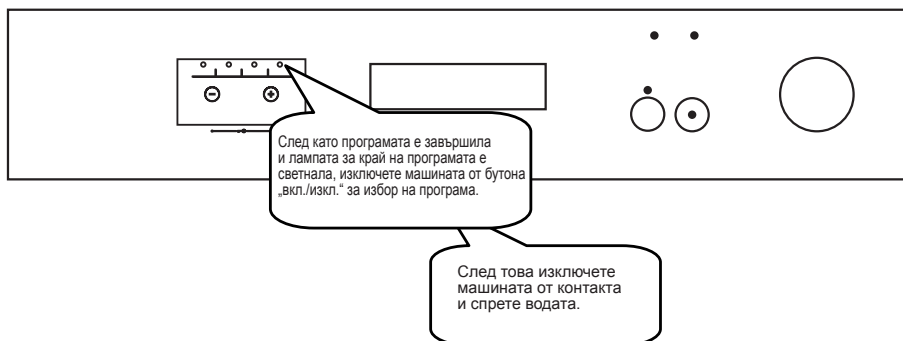 След като програмата е завършила
и лампата за край на програмата е
светнала, изключете машината от бутона
„вкл./изкл.“ за избор на програма.
След това изключете
машината от контакта
и спрете водата.